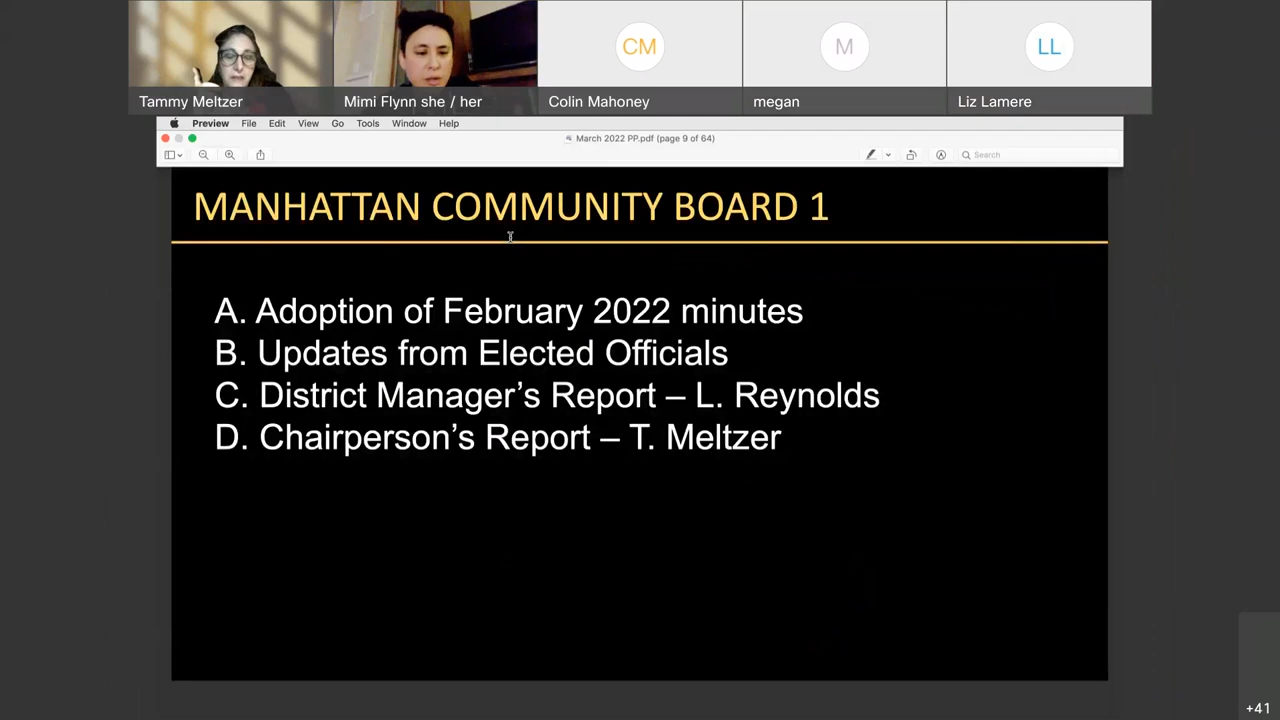 CM
M
LL
Tammy Meltzer
Mimi Flynn she / her
Colin Mahoney
megan
Liz Lamere
Preview File Edit View Go Tools Window Help
March 2022 PP.pdf (page 9 of 64)
Search
MANHATTAN COMMUNITY BOARD 1
A. Adoption of February 2022 minutes
B. Updates from Elected Officials
C. District Manager’s Report – L. Reynolds
D. Chairperson’s Report – T. Meltzer
+41